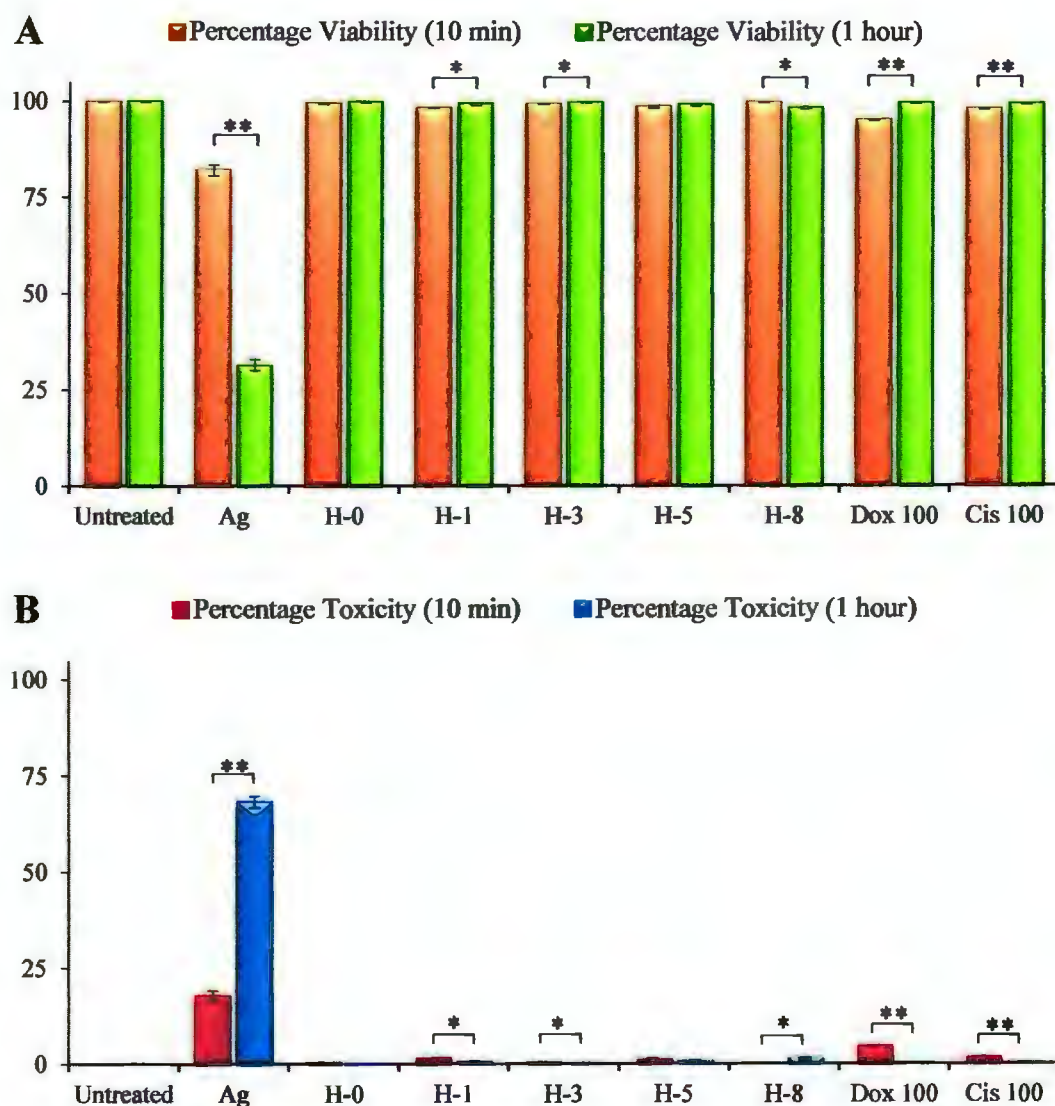 A
Percentage Viability (10 min) Percentage Viability (1 hour)
* * * ** **
100
**
75
50
25
0
Untreated Ag H-0 H-1 H-3 H-5 H-8 Dox 100 Cis 100
B
Percentage Toxicity (10 min) Percentage Toxicity (1 hour)
100
75
**
50
25
* * * ** **
0
Untreated Ag H-0 H-1 H-3 H-5 H-8 Dox 100 Cis 100